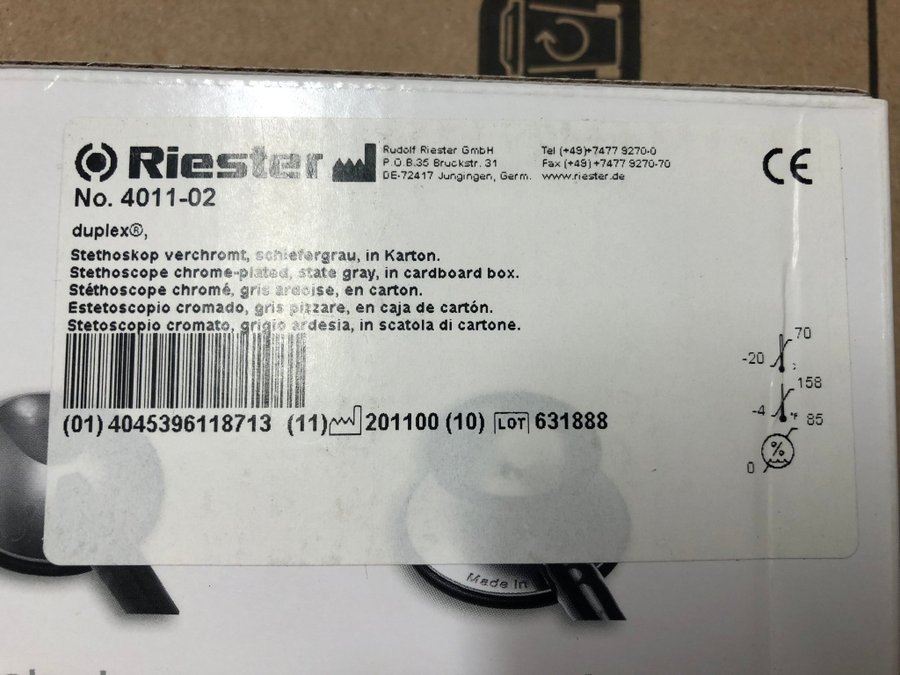 Riester
Rudolf Riester GmbH
P.O.B.35 Bruckstr. 31
DE-72417 Jungingen, Germ.
Tel (+49)+7477 9270-0
Fax (+49)+7477 9270-70
www.riester.de
CE
No. 4011-02
duplex®,
Stethoskop verchromt, schiefergrau, in Karton.
Stethoscope chrome-plated, state gray, in cardboard box.
Stéthoscope chromé, gris ardoise, en carton.
Estetoscopio cromado, gris pizzare, en caja de cartón.
Stetoscopio cromato, grigio ardesia, in scatola di cartone.
(01) 4045396118713 (11) 201100 (10) LOT 631888
70
-20
158
-4 °F
85
%
0
Made in